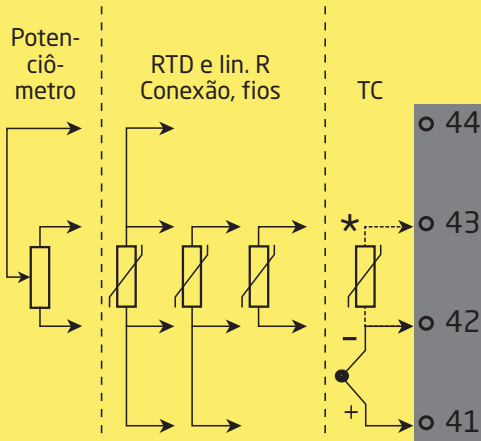 Poten-
ciô-
metro
RTD e lin. R
Conexão, fios
TC
44
*
43
42
–
+
41